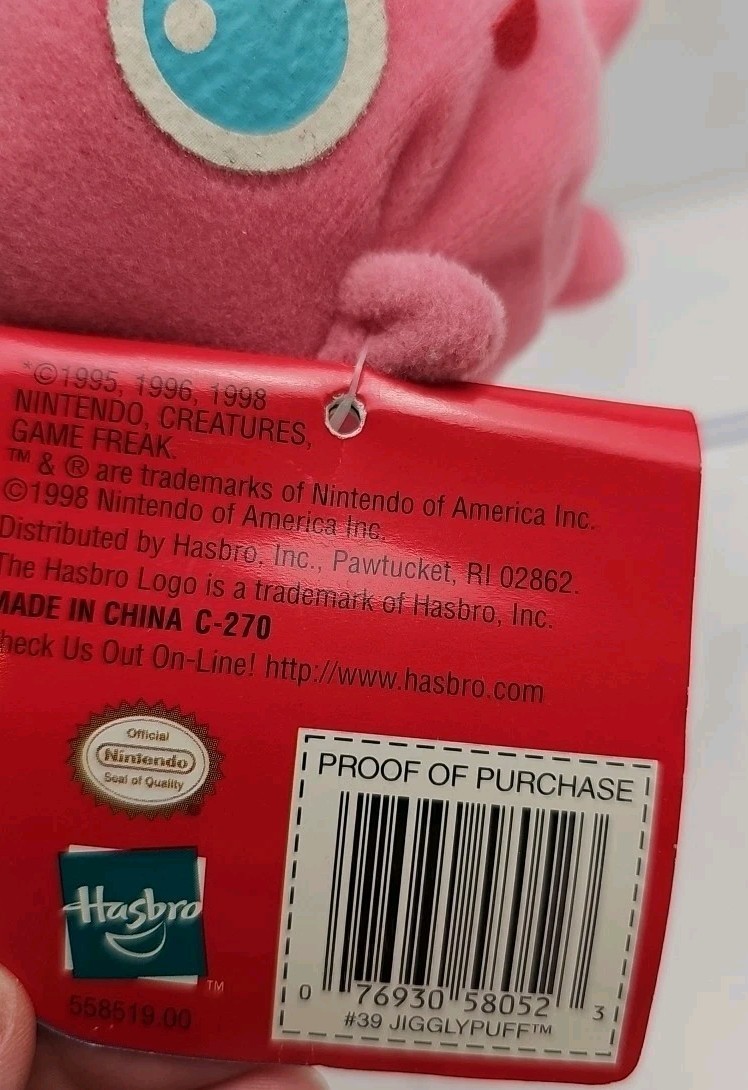 *©1995, 1996, 1998
NINTENDO, CREATURES,
GAME FREAK.
TM & ® are trademarks of Nintendo of America Inc.
©1998 Nintendo of America Inc.
Distributed by Hasbro, Inc., Pawtucket, RI 02862.
The Hasbro Logo is a trademark of Hasbro, Inc.
MADE IN CHINA C-270
heck Us Out On-Line! http://www.hasbro.com
Official
Nintendo
Seal of Quality
PROOF OF PURCHASE
Hasbro
TM
558519.00
0 76930 58052 3
#39 JIGGLYPUFF™